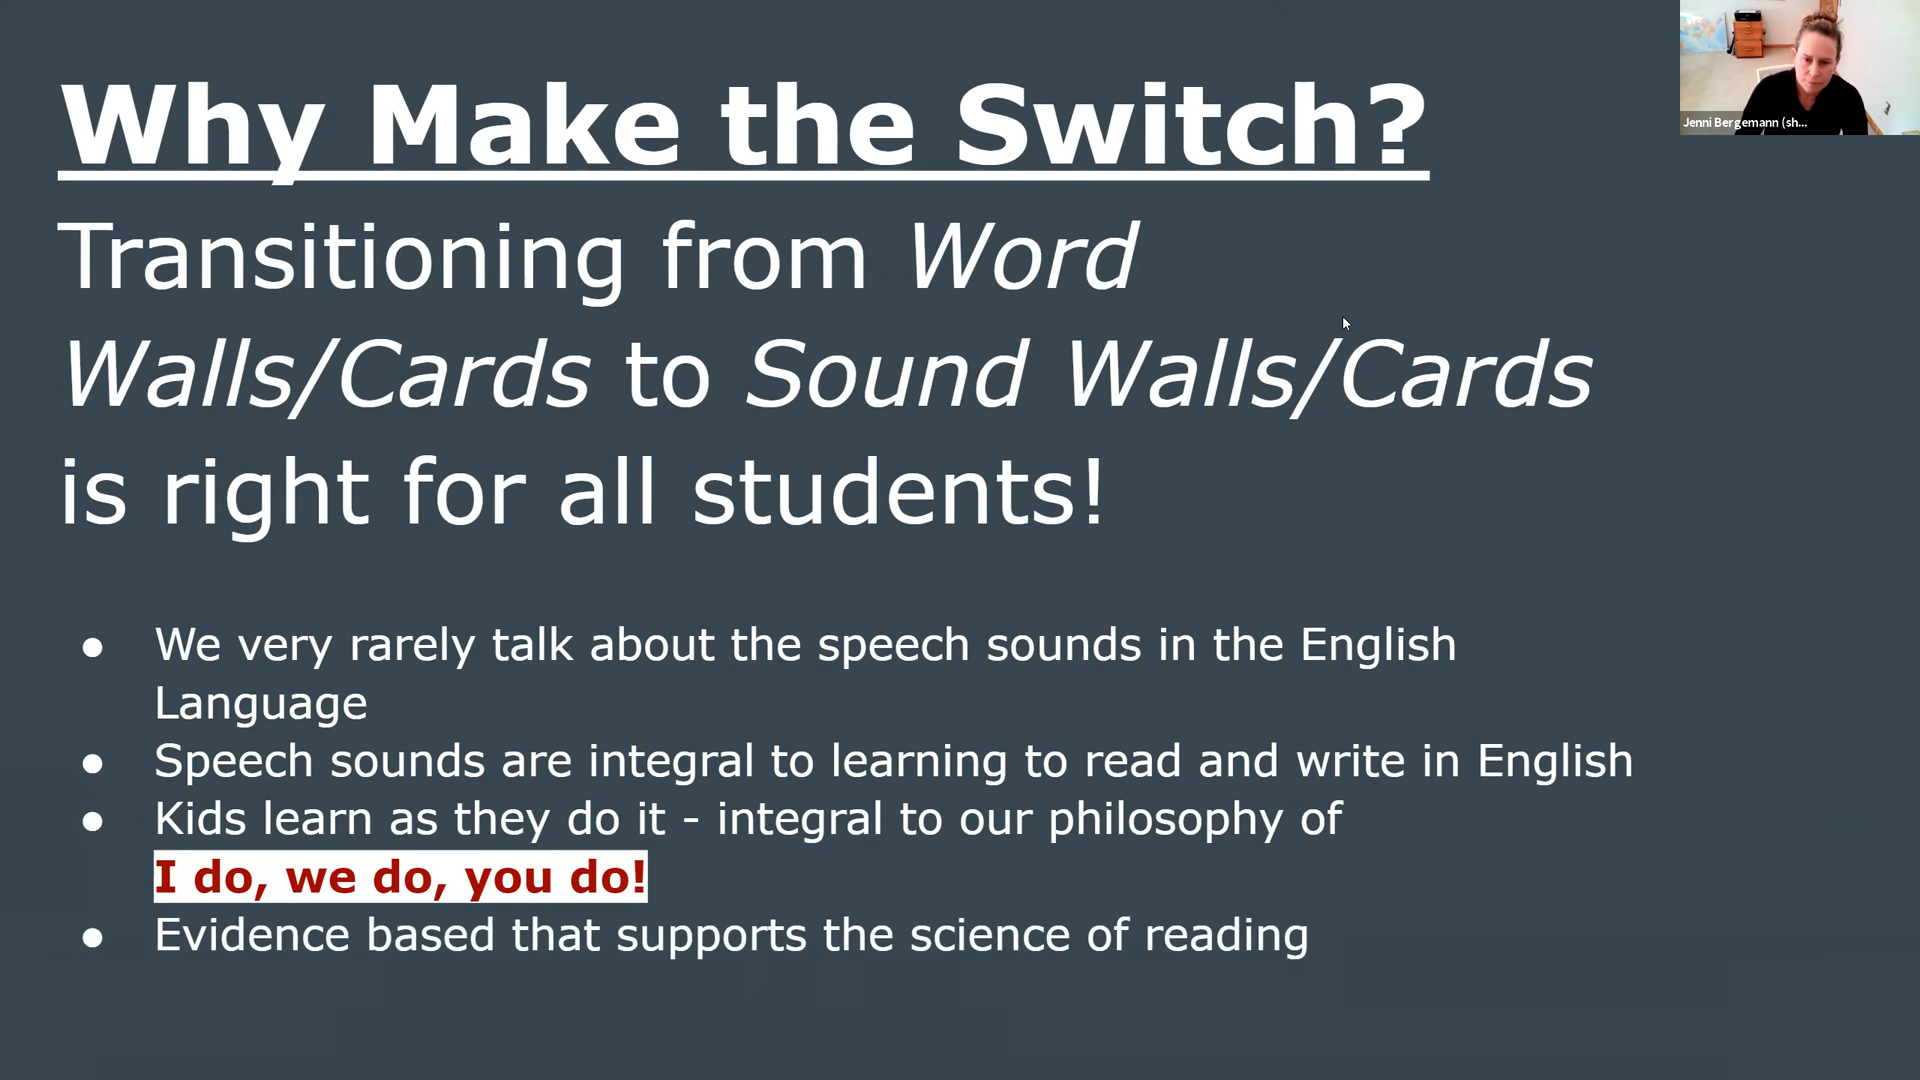 Why Make the Switch?
Transitioning from Word
Walls/Cards to Sound Walls/Cards
is right for all students!
● We very rarely talk about the speech sounds in the English
Language
● Speech sounds are integral to learning to read and write in English
● Kids learn as they do it - integral to our philosophy of
I do, we do, you do!
● Evidence based that supports the science of reading
Jenni Bergemann (sh...